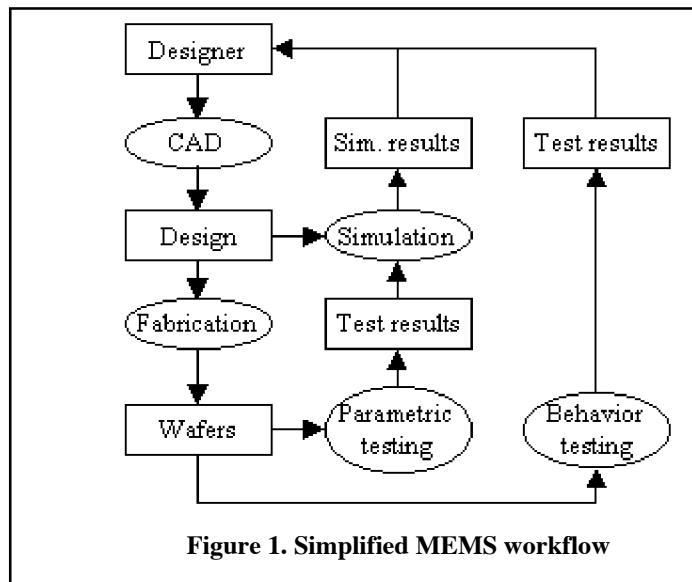 Designer
CAD
Sim. results
Test results
Design
Simulation
Fabrication
Test results
Wafers
Parametric
testing
Behavior
testing
Figure 1. Simplified MEMS workflow